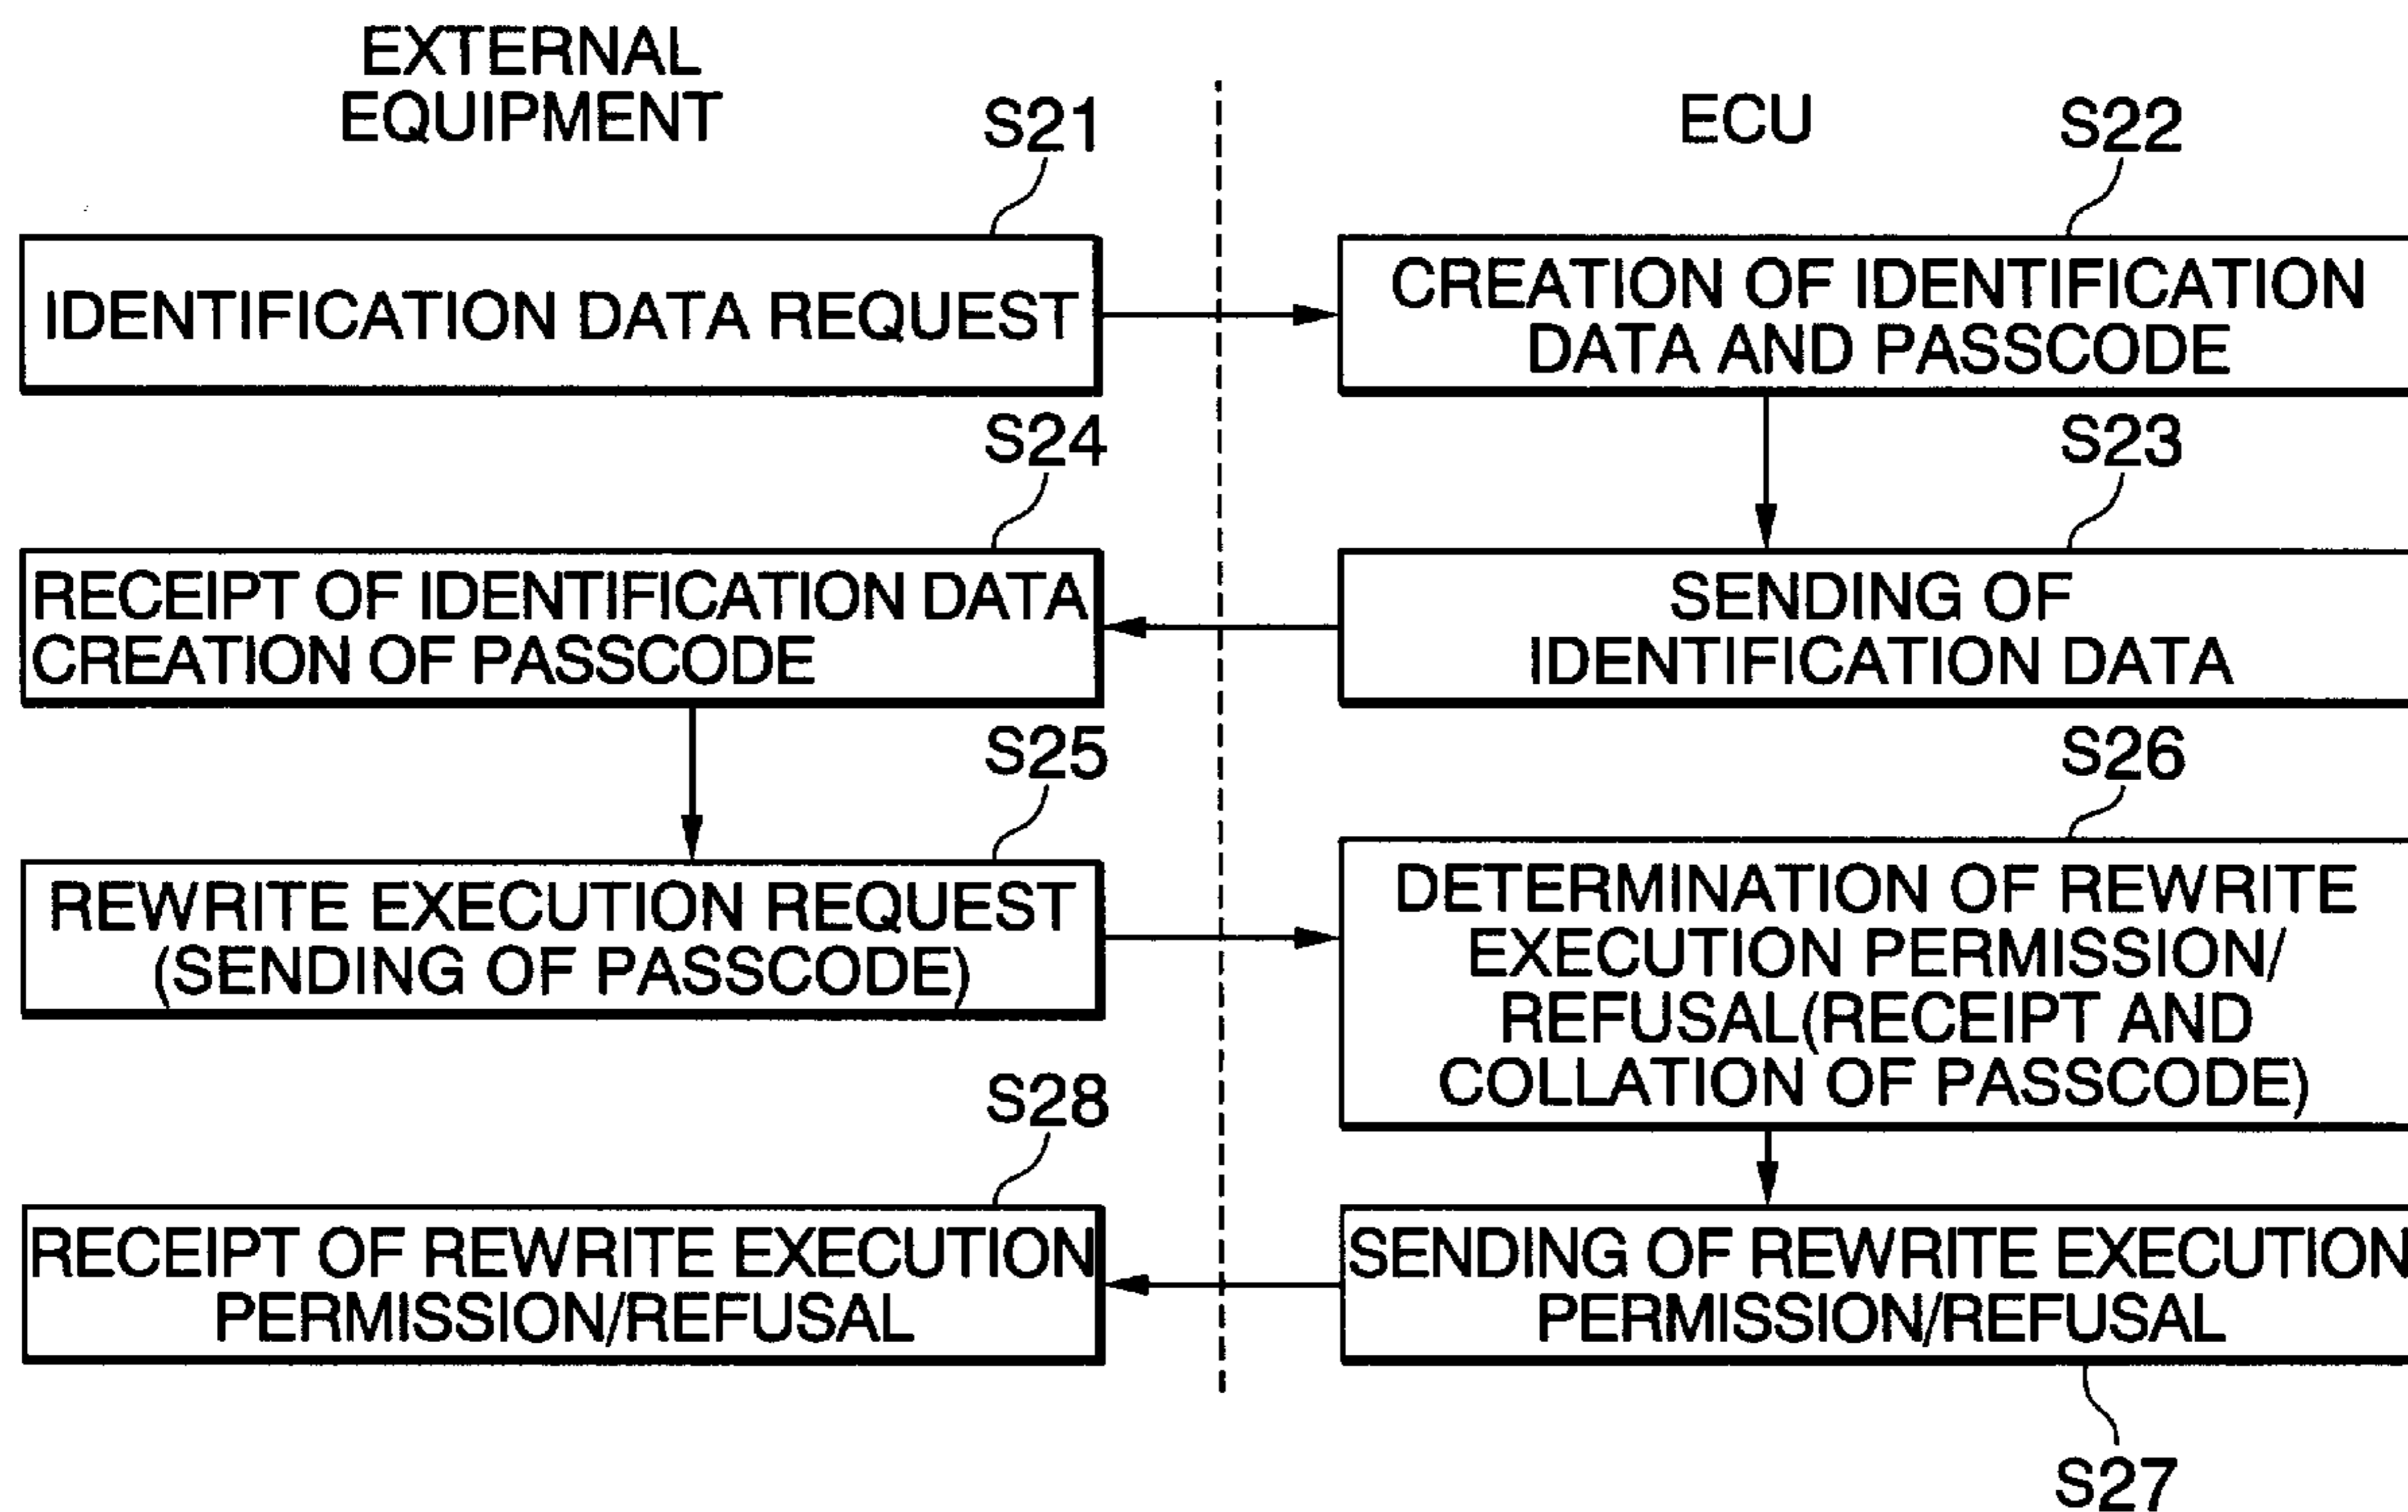 EXTERNAL
EQUIPMENT
ECU
S21
S22
IDENTIFICATION DATA REQUEST
CREATION OF IDENTIFICATION
DATA AND PASSCODE
S24
S23
RECEIPT OF IDENTIFICATION DATA
CREATION OF PASSCODE
SENDING OF
IDENTIFICATION DATA
S25
S26
REWRITE EXECUTION REQUEST
(SENDING OF PASSCODE)
DETERMINATION OF REWRITE
EXECUTION PERMISSION/
REFUSAL(RECEIPT AND
COLLATION OF PASSCODE)
S28
RECEIPT OF REWRITE EXECUTION
PERMISSION/REFUSAL
SENDING OF REWRITE EXECUTION
PERMISSION/REFUSAL
S27